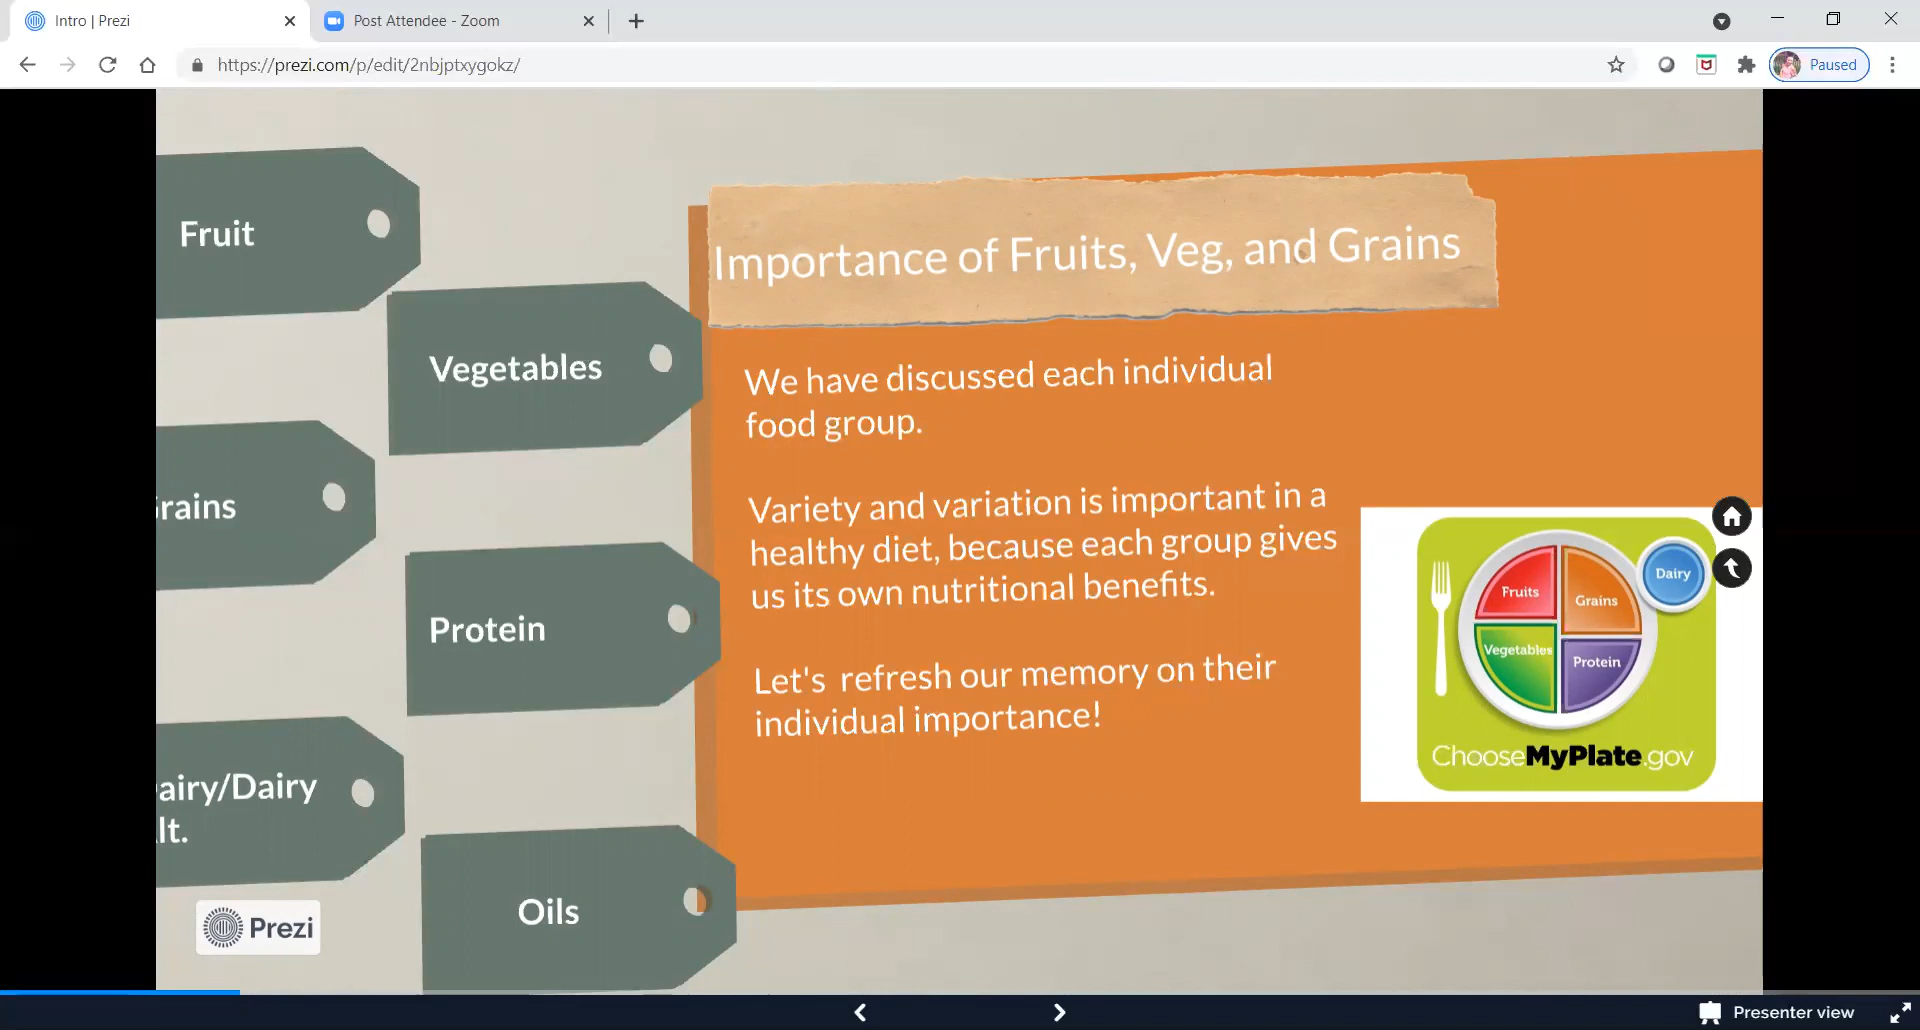 Intro | Prezi
Post Attendee - Zoom
https://prezi.com/p/edit/2nbjptxygokz/
Paused
Fruit
Vegetables
rains
Protein
airy/Dairy
lt.
Oils
Importance of Fruits, Veg, and Grains
We have discussed each individual
food group.
Variety and variation is important in a
healthy diet, because each group gives
us its own nutritional benefits.
Let's refresh our memory on their
individual importance!
Fruits
Grains
Dairy
Vegetables
Protein
ChooseMyPlate.gov
Prezi
Presenter view